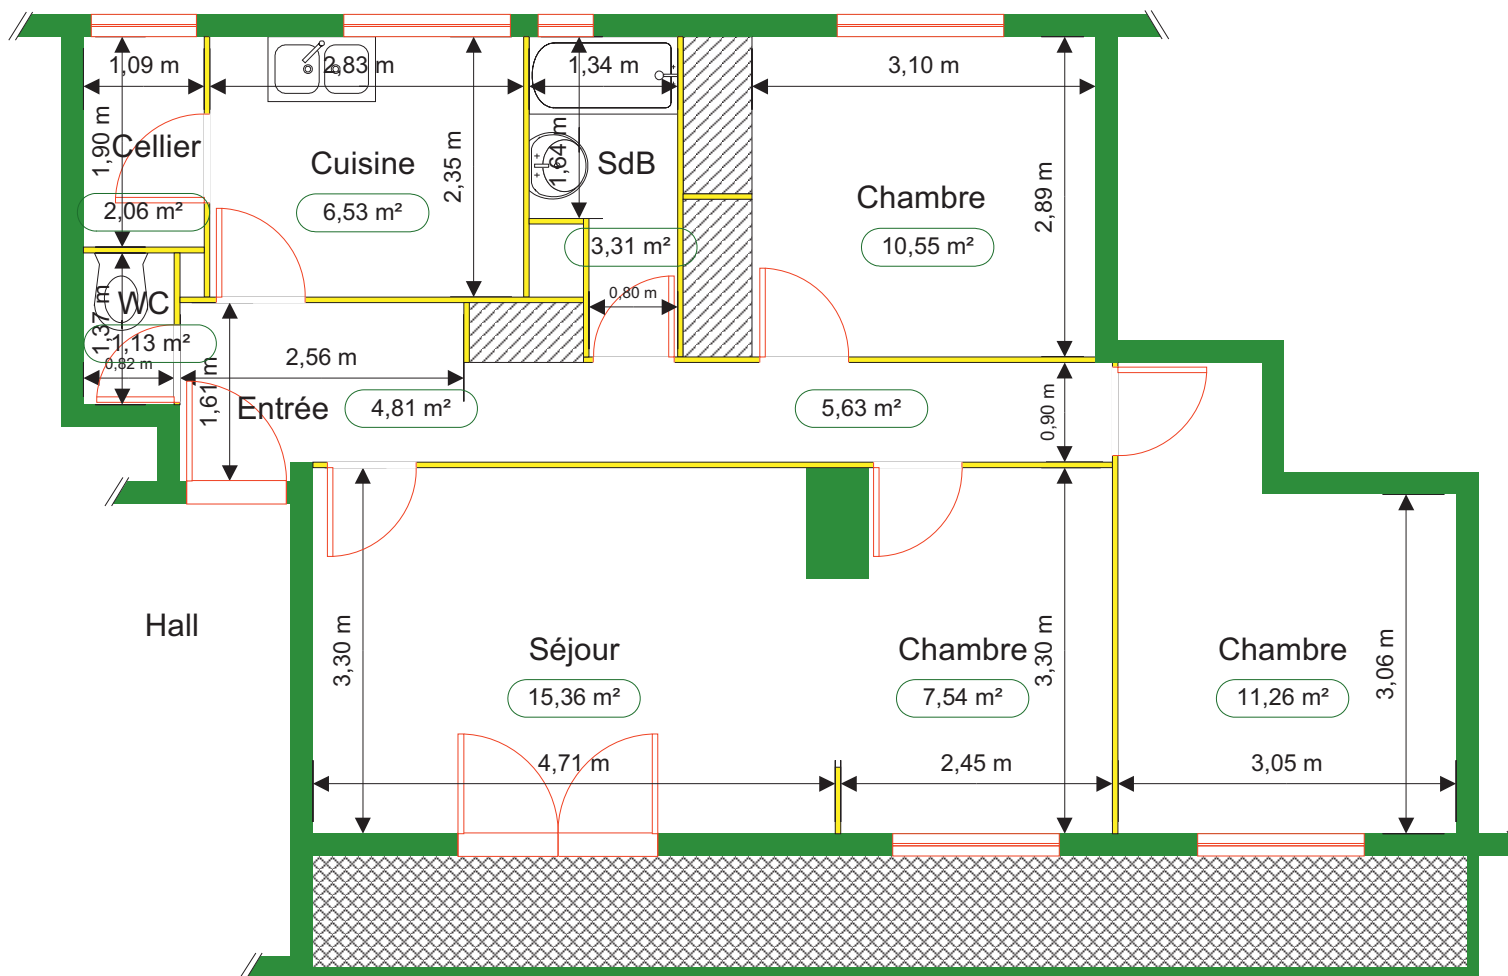 1,09 m
2,83 m
1,34 m
3,10 m
1,90 m
Cellier
2,06 m²
Cuisine
6,53 m²
2,35 m
1,64 m
SdB
3,31 m²
Chambre
10,55 m²
2,89 m
WC
1,37 m
1,13 m²
0,82 m
0,80 m
2,56 m
1,61 m
Entrée
4,81 m²
5,63 m²
0,90 m
Hall
3,30 m
Séjour
15,36 m²
4,71 m
Chambre
7,54 m²
3,30 m
2,45 m
Chambre
11,26 m²
3,06 m
3,05 m